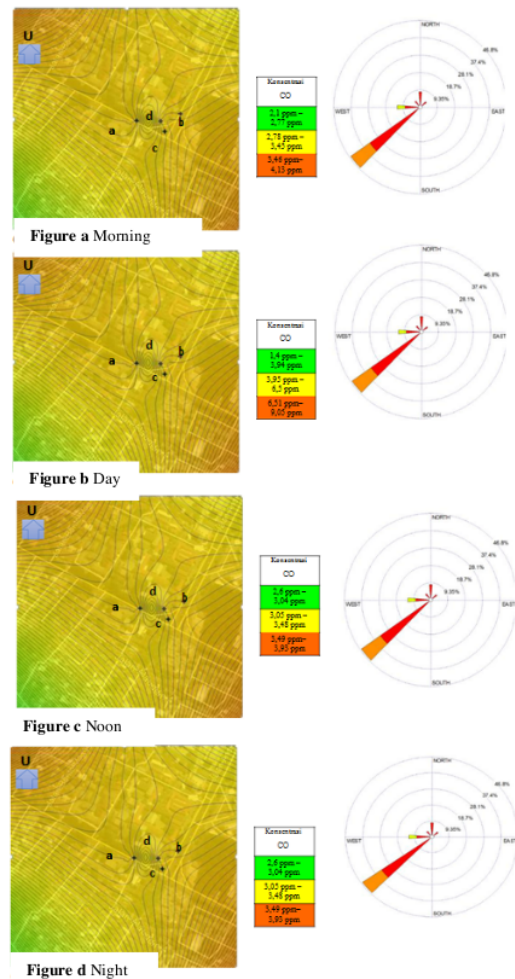 U
d
a
b
c
Konsentrasi
CO
2,1 ppm –
2,77 ppm
2,78 ppm –
3,45 ppm
3,46 ppm –
4,13 ppm
NORTH
46.8%
37.4%
28.1%
18.7%
9.35%
WEST
EAST
SOUTH
Figure a Morning
U
d
b
a
c
Konsentrasi
CO
1,4 ppm –
3,94 ppm
3,95 ppm –
6,5 ppm
6,51 ppm–
9,05 ppm
NORTH
46.8%
37.4%
28.1%
18.7%
9.35%
WEST
EAST
SOUTH
Figure b Day
U
d
b
a
c
Konsentrasi
CO
2,6 ppm –
3,04 ppm
3,05 ppm –
3,48 ppm
3,49 ppm–
3,93 ppm
NORTH
46.8%
37.4%
28.1%
18.7%
9.35%
WEST
EAST
SOUTH
Figure c Noon
U
d
b
a
c
Konsentrasi
CO
2,6 ppm –
3,04 ppm
3,05 ppm –
3,48 ppm
3,49 ppm–
3,93 ppm
NORTH
46.8%
37.4%
28.1%
18.7%
9.35%
WEST
EAST
SOUTH
Figure d Night